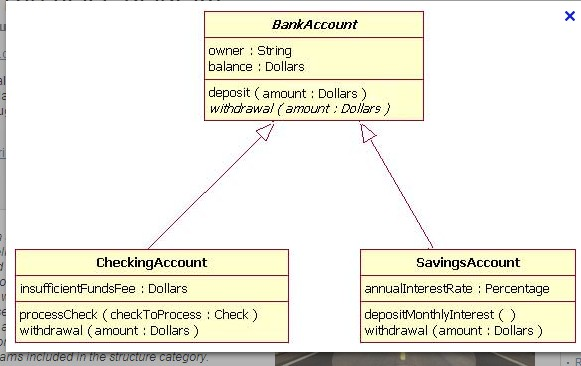 BankAccount
owner : String
balance : Dollars
deposit ( amount : Dollars )
withdrawal ( amount : Dollars )
CheckingAccount
insufficientFundsFee : Dollars
processCheck ( checkToProcess : Check )
withdrawal ( amount : Dollars )
SavingsAccount
annualInterestRate : Percentage
depositMonthlyInterest ( )
withdrawal ( amount : Dollars )
ams included in the structure category.